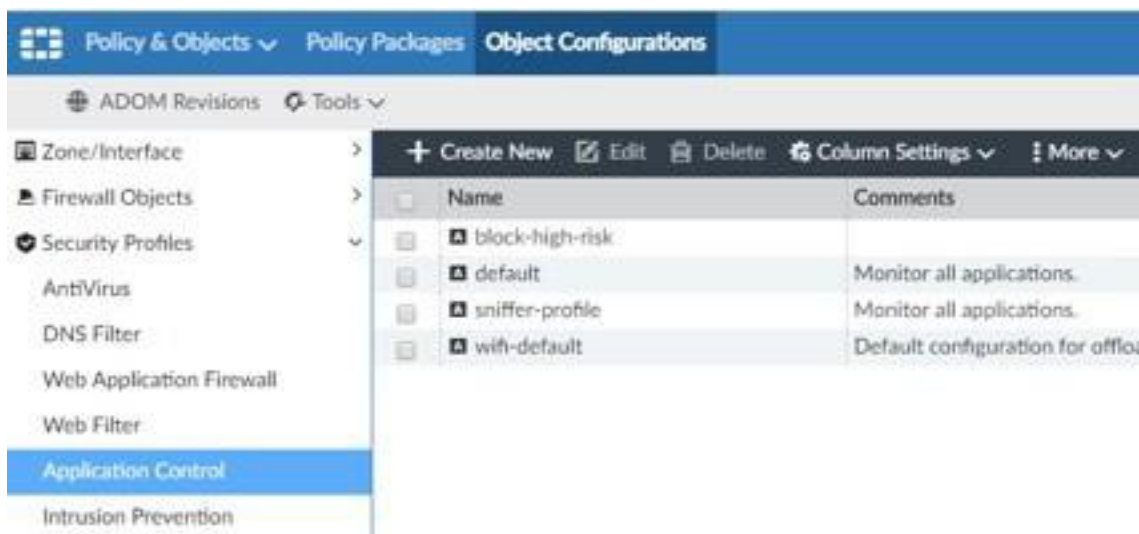 Policy & Objects Policy Packages Object Configurations
ADOM Revisions Tools
Zone/Interface
Firewall Objects
Security Profiles
AntiVirus
DNS Filter
Web Application Firewall
Web Filter
Application Control
Intrusion Prevention
+ Create New Edit Delete Column Settings More
Name Comments
block-high-risk
default Monitor all applications.
sniffer-profile Monitor all applications.
wifi-default Default configuration for offloa